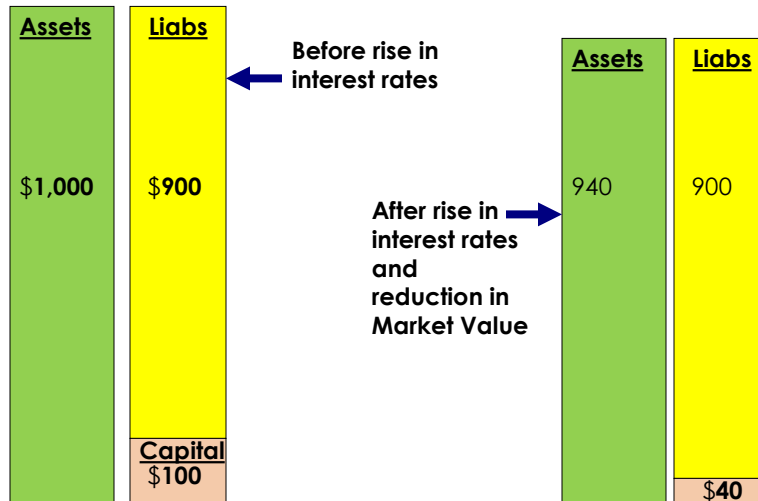 Assets
Liabs
Before rise in
interest rates
$1,000
$900
Capital
$100
Assets
Liabs
940
900
After rise in
interest rates
and
reduction in
Market Value
$40